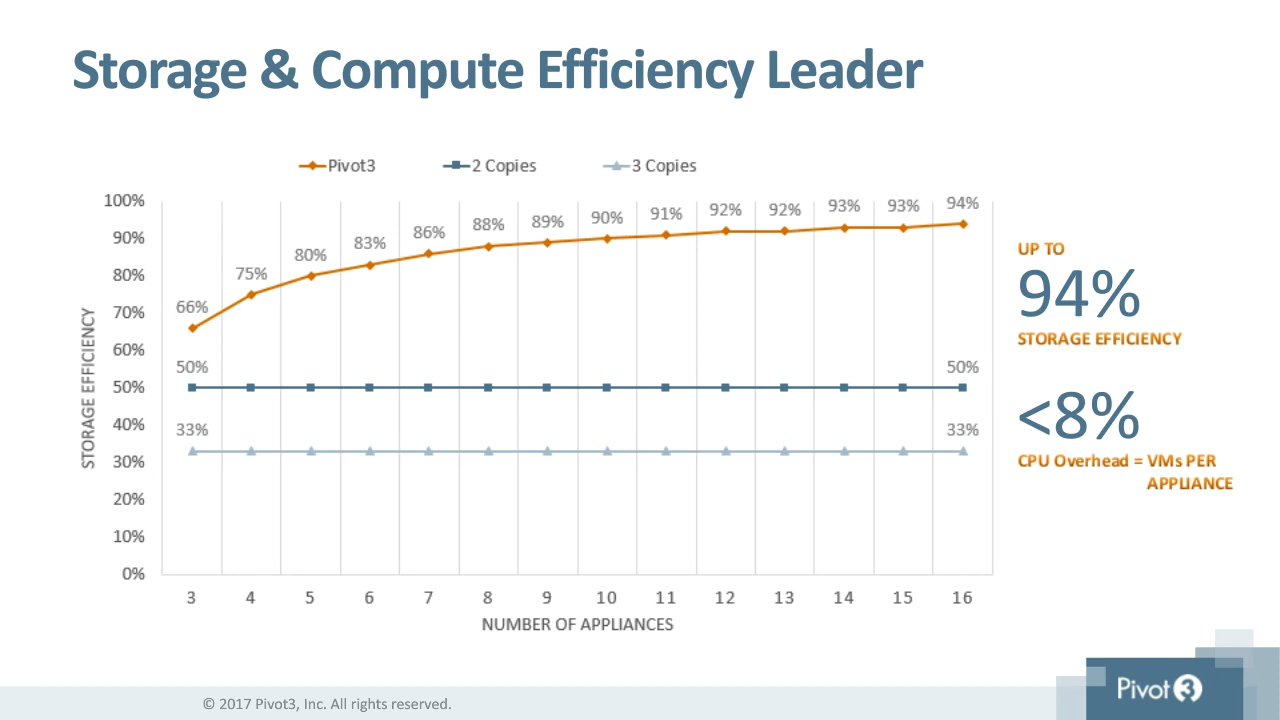 Storage & Compute Efficiency Leader
Pivot3 2 Copies 3 Copies
100%
90%
80%
70%
60%
50%
40%
30%
20%
10%
0%
STORAGE EFFICIENCY
66% 75% 80% 83% 86% 88% 89% 90% 91% 92% 92% 93% 93% 94%
50% 50%
33% 33%
3 4 5 6 7 8 9 10 11 12 13 14 15 16
NUMBER OF APPLIANCES
UP TO
94%
STORAGE EFFICIENCY
<8%
CPU Overhead = VMs PER
APPLIANCE
© 2017 Pivot3, Inc. All rights reserved.
Pivot3